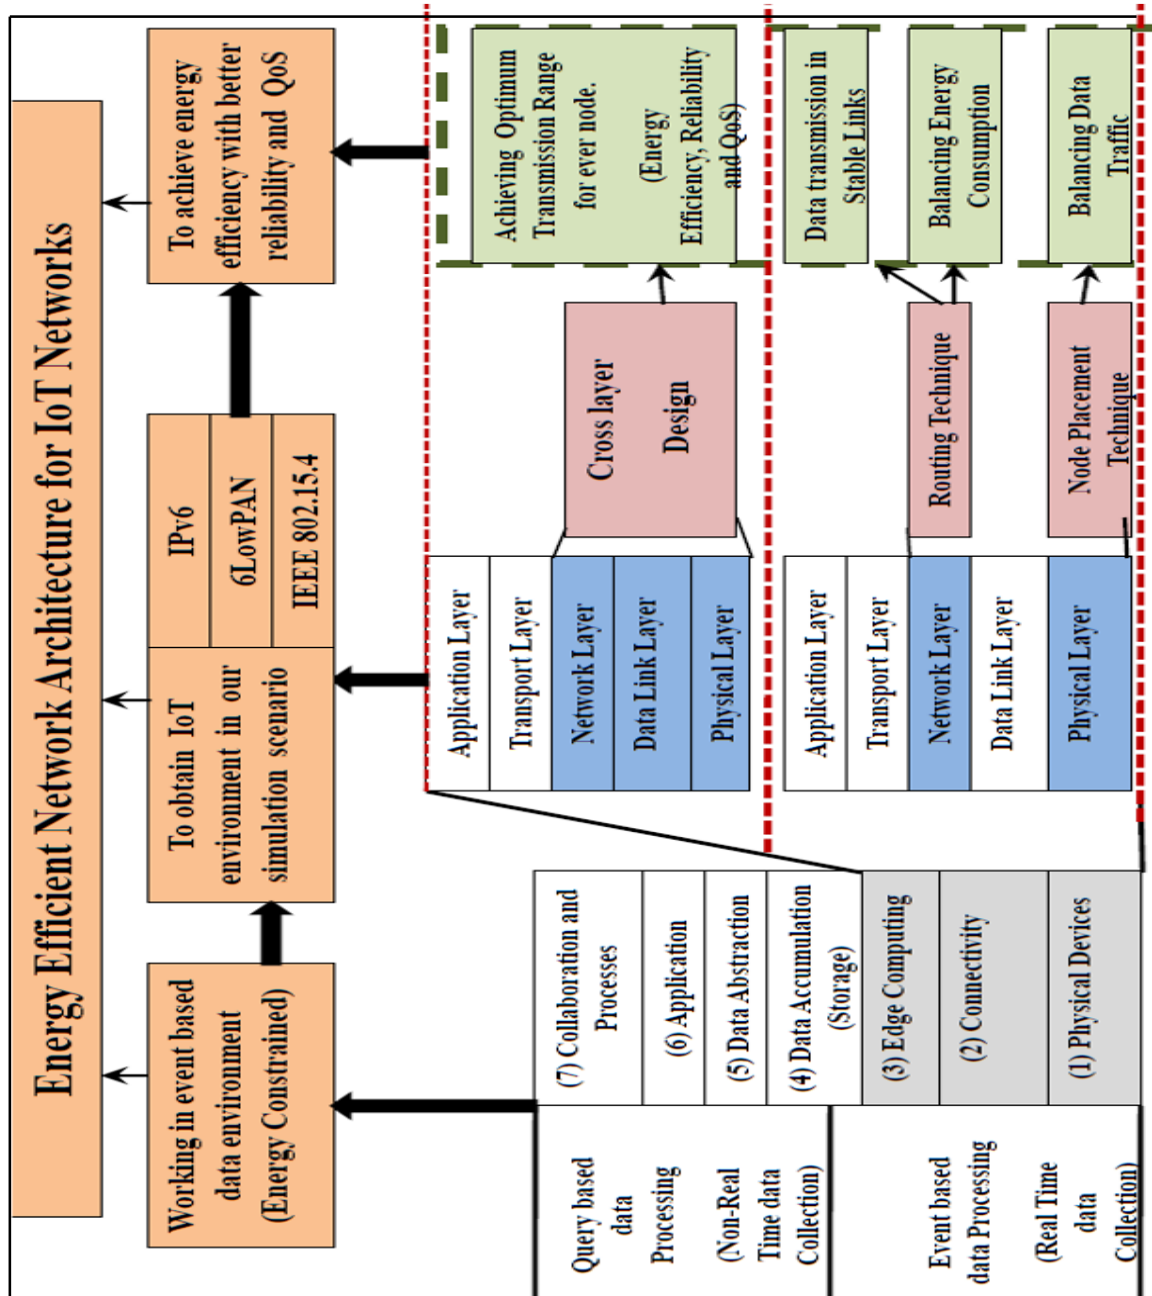 Energy Efficient Network Architecture for IoT Networks
Working in event based
data environment
(Energy Constrained)
To obtain IoT
environment in our
simulation scenario
IPv6
6LowPAN
IEEE 802.15.4
To achieve energy
efficiency with better
reliability and QoS
Query based
data
Processing
(Non-Real
Time data
Collection)
Event based
data Processing
(Real Time
data
Collection)
(7) Collaboration and
Processes
(6) Application
(5) Data Abstraction
(4) Data Accumulation
(Storage)
(3) Edge Computing
(2) Connectivity
(1) Physical Devices
Application Layer
Transport Layer
Network Layer
Data Link Layer
Physical Layer
Cross layer
Design
Achieving Optimum
Transmission Range
for ever node.
(Energy
Efficiency, Reliability
and QoS)
Application Layer
Transport Layer
Network Layer
Data Link Layer
Physical Layer
Routing Technique
Node Placement
Technique
Data transmission in
Stable Links
Balancing Energy
Consumption
Balancing Data
Traffic